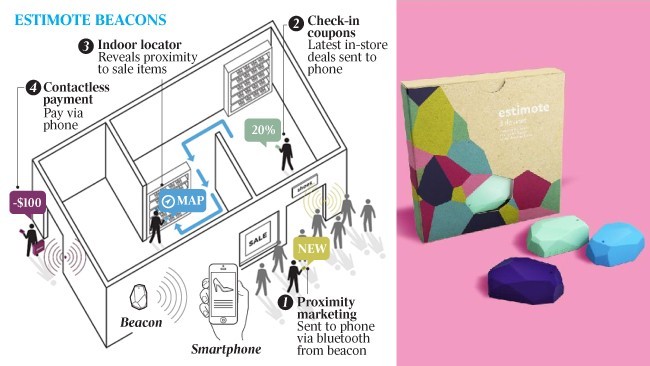 ESTIMOTE BEACONS
3 Indoor locator
Reveals proximity
to sale items
2 Check-in
coupons
Latest in-store
deals sent to
phone
4 Contactless
payment
Pay via
phone
20%
-$100
MAP
shoes
SALE
NEW
Beacon
Smartphone
1 Proximity
marketing
Sent to phone
via bluetooth
from beacon
estimote